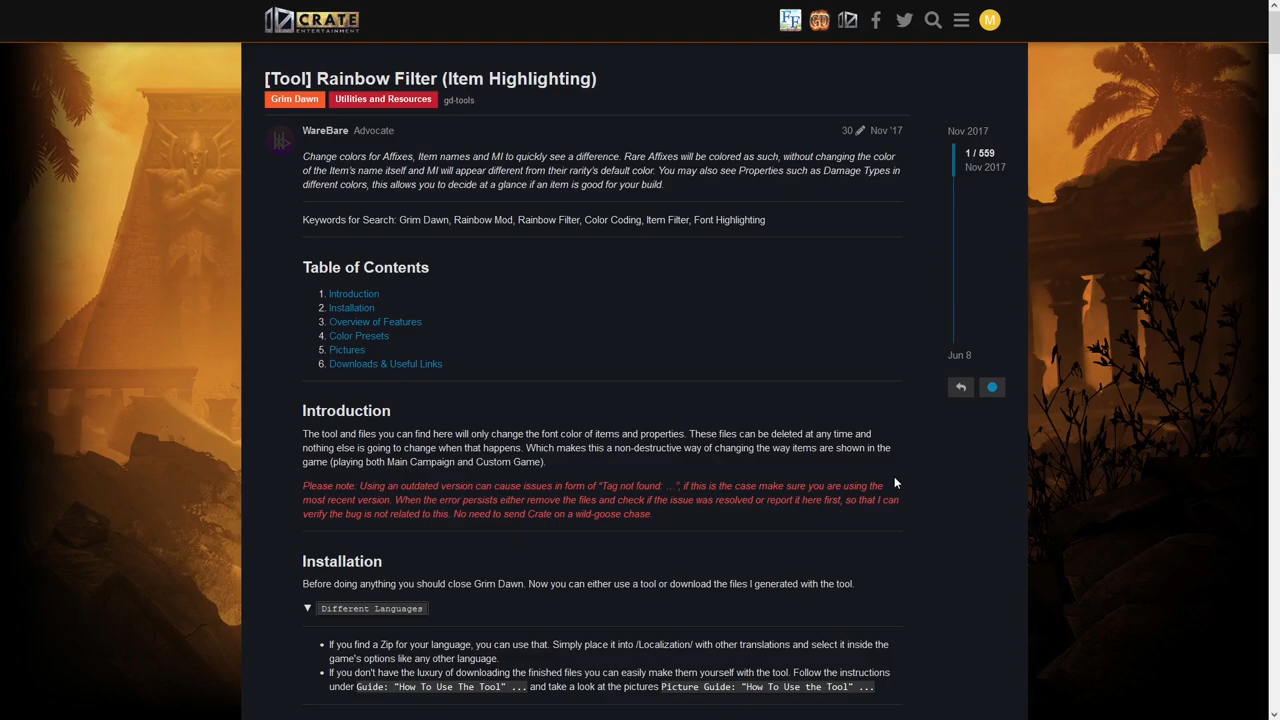 CRATE
ENTERTAINMENT
FF
GD
M
[Tool] Rainbow Filter (Item Highlighting)
Grim Dawn Utilities and Resources gd-tools
WareBare Advocate 30 Nov '17
Change colors for Affixes, Item names and MI to quickly see a difference. Rare Affixes will be colored as such, without changing the color
of the Item's name itself and MI will appear different from their rarity's default color. You may also see Properties such as Damage Types in
different colors, this allows you to decide at a glance if an item is good for your build.
Keywords for Search: Grim Dawn, Rainbow Mod, Rainbow Filter, Color Coding, Item Filter, Font Highlighting
Table of Contents
1. Introduction
2. Installation
3. Overview of Features
4. Color Presets
5. Pictures
6. Downloads & Useful Links
Introduction
The tool and files you can find here will only change the font color of items and properties. These files can be deleted at any time and
nothing else is going to change when that happens. Which makes this a non-destructive way of changing the way items are shown in the
game (playing both Main Campaign and Custom Game).
Please note: Using an outdated version can cause issues in form of "Tag not found: …", if this is the case make sure you are using the
most recent version. When the error persists either remove the files and check if the issue was resolved or report it here first, so that I can
verify the bug is not related to this. No need to send Crate on a wild-goose chase.
Installation
Before doing anything you should close Grim Dawn. Now you can either use a tool or download the files I generated with the tool.
▼ Different Languages
• If you find a Zip for your language, you can use that. Simply place it into /Localization/ with other translations and select it inside the
game's options like any other language.
• If you don't have the luxury of downloading the finished files you can easily make them yourself with the tool. Follow the instructions
under Guide: "How To Use The Tool" ... and take a look at the pictures Picture Guide: "How To Use the Tool" ...
Nov 2017
1 / 559
Nov 2017
Jun 8